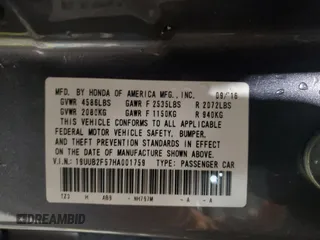 MFD. BY HONDA OF AMERICA MFG., INC. 09/16
GVWR 4586LBS GAWR F 2535LBS R 2072LBS
GVWR 2080KG GAWR F 1150KG R 940KG
THIS VEHICLE CONFORMS TO ALL APPLICABLE
FEDERAL MOTOR VEHICLE SAFETY, BUMPER,
AND THEFT PREVENTION STANDARDS IN EFFECT
ON THE DATE OF MANUFACTURE SHOWN ABOVE.
V.I.N.: 19UUB2F57HA001759 TYPE: PASSENGER CAR
NH737M - A - A
DREAMBID